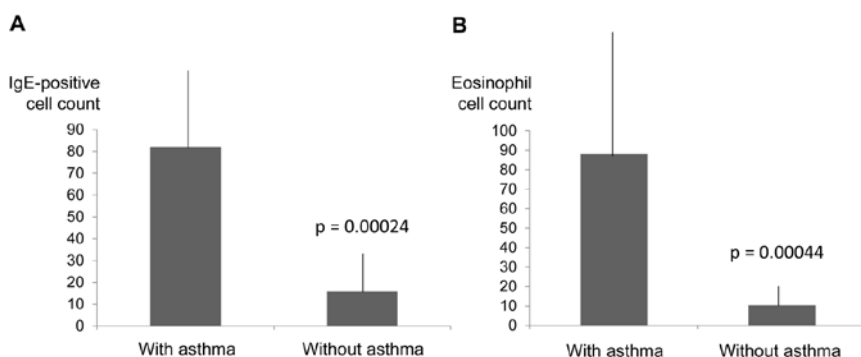 A
IgE-positive
cell count
90
80
70
60
50
40
30
20
10
0
p = 0.00024
With asthma
Without asthma
B
Eosinophil
cell count
100
90
80
70
60
50
40
30
20
10
0
p = 0.00044
With asthma
Without asthma